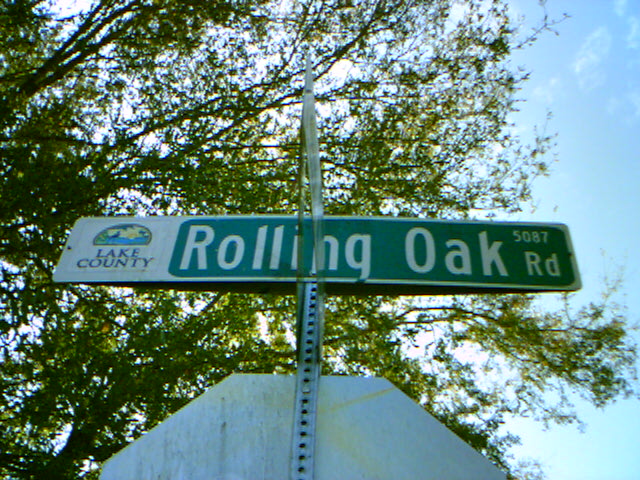 LAKE
COUNTY
Rolling Oak Rd
5087